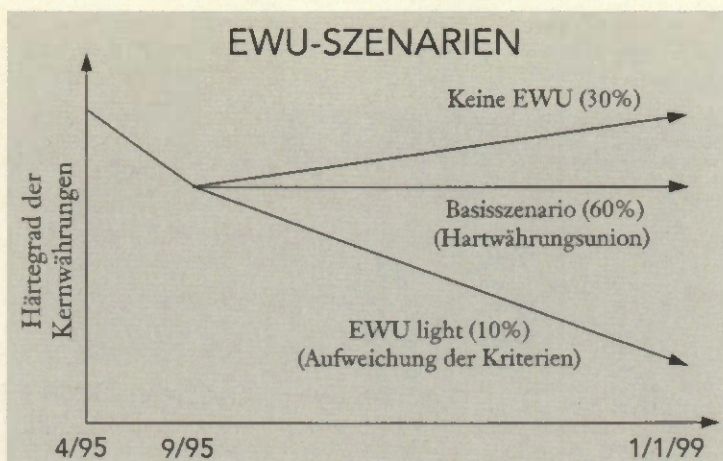 EWU-SZENARIEN
Härtegrad der
Kernwährungen
Keine EWU (30%)
Basisszenario (60%)
(Hartwährungsunion)
EWU light (10%)
(Aufweichung der Kriterien)
4/95
9/95
1/1/99